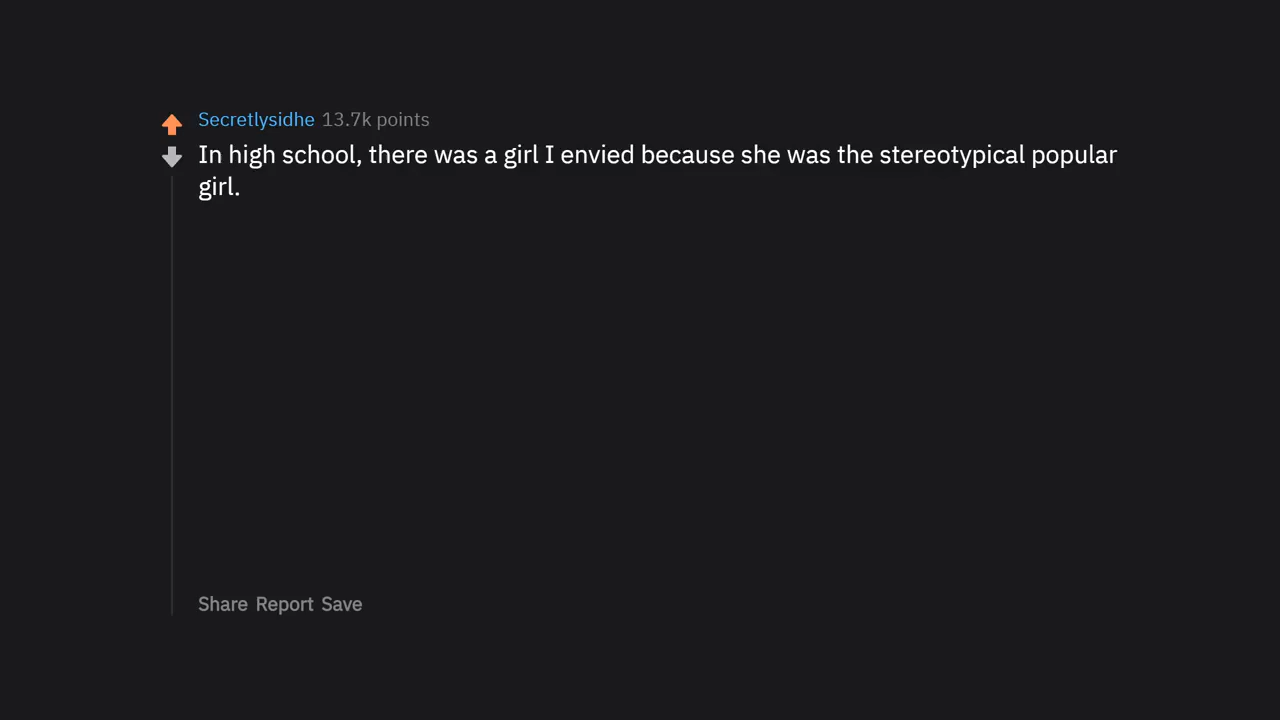 Secretlysidhe 13.7k points
In high school, there was a girl I envied because she was the stereotypical popular
girl.
Share Report Save